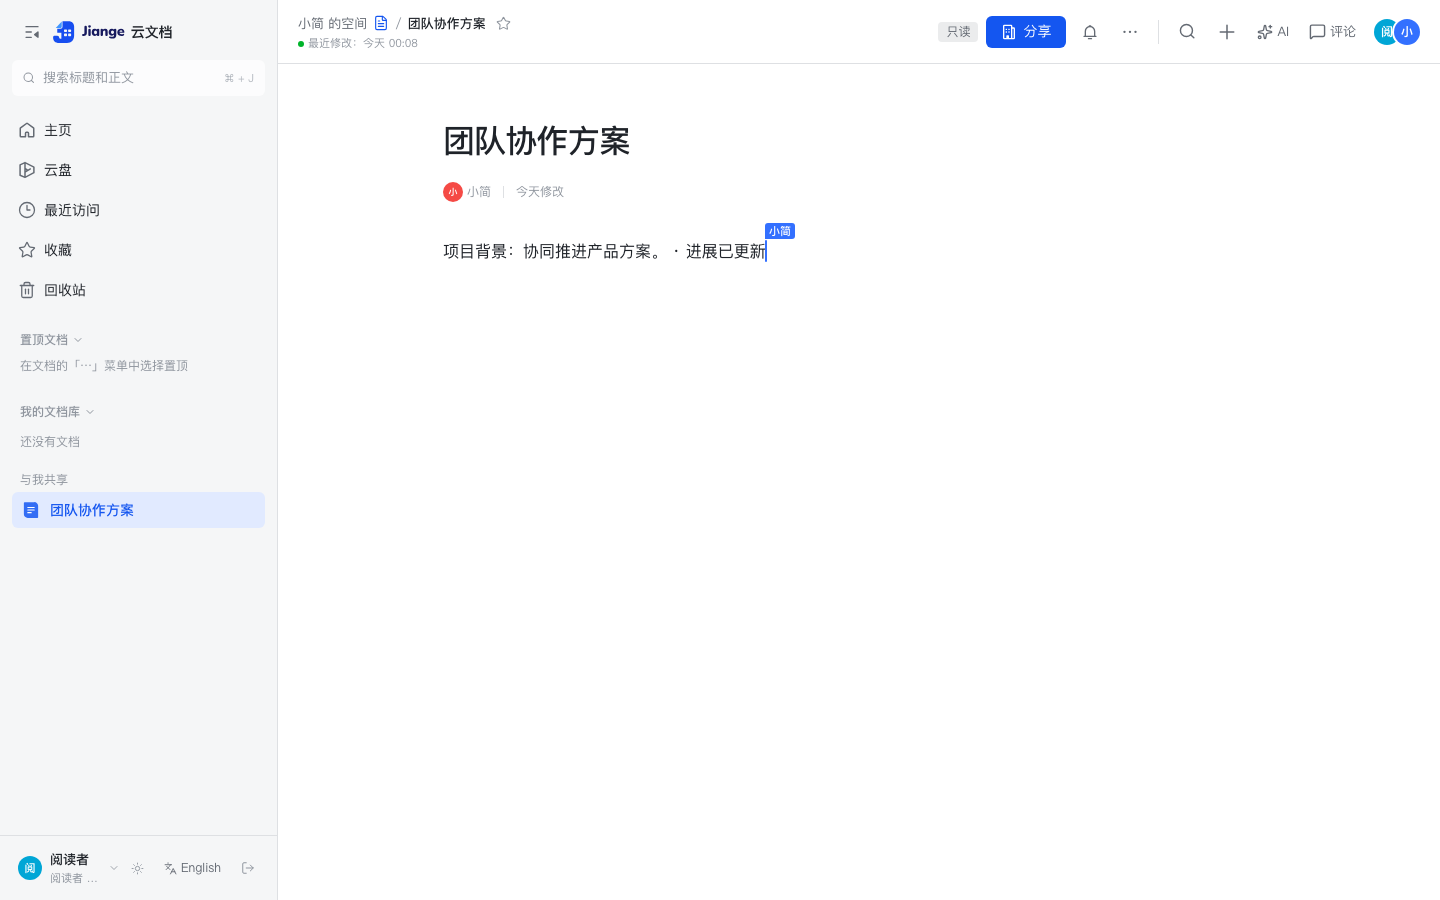 Jiange 云文档
搜索标题和正文 ⌘ + J
主页
云盘
最近访问
收藏
回收站
置顶文档
在文档的「···」菜单中选择置顶
我的文档库
还没有文档
与我共享
团队协作方案
阅 阅读者
阅读者 ...
English
小简 的空间 / 团队协作方案
最近修改：今天 00:08
只读
分享
AI
评论
阅 小
团队协作方案
小 小简 今天修改
小简
项目背景：协同推进产品方案。 · 进展已更新